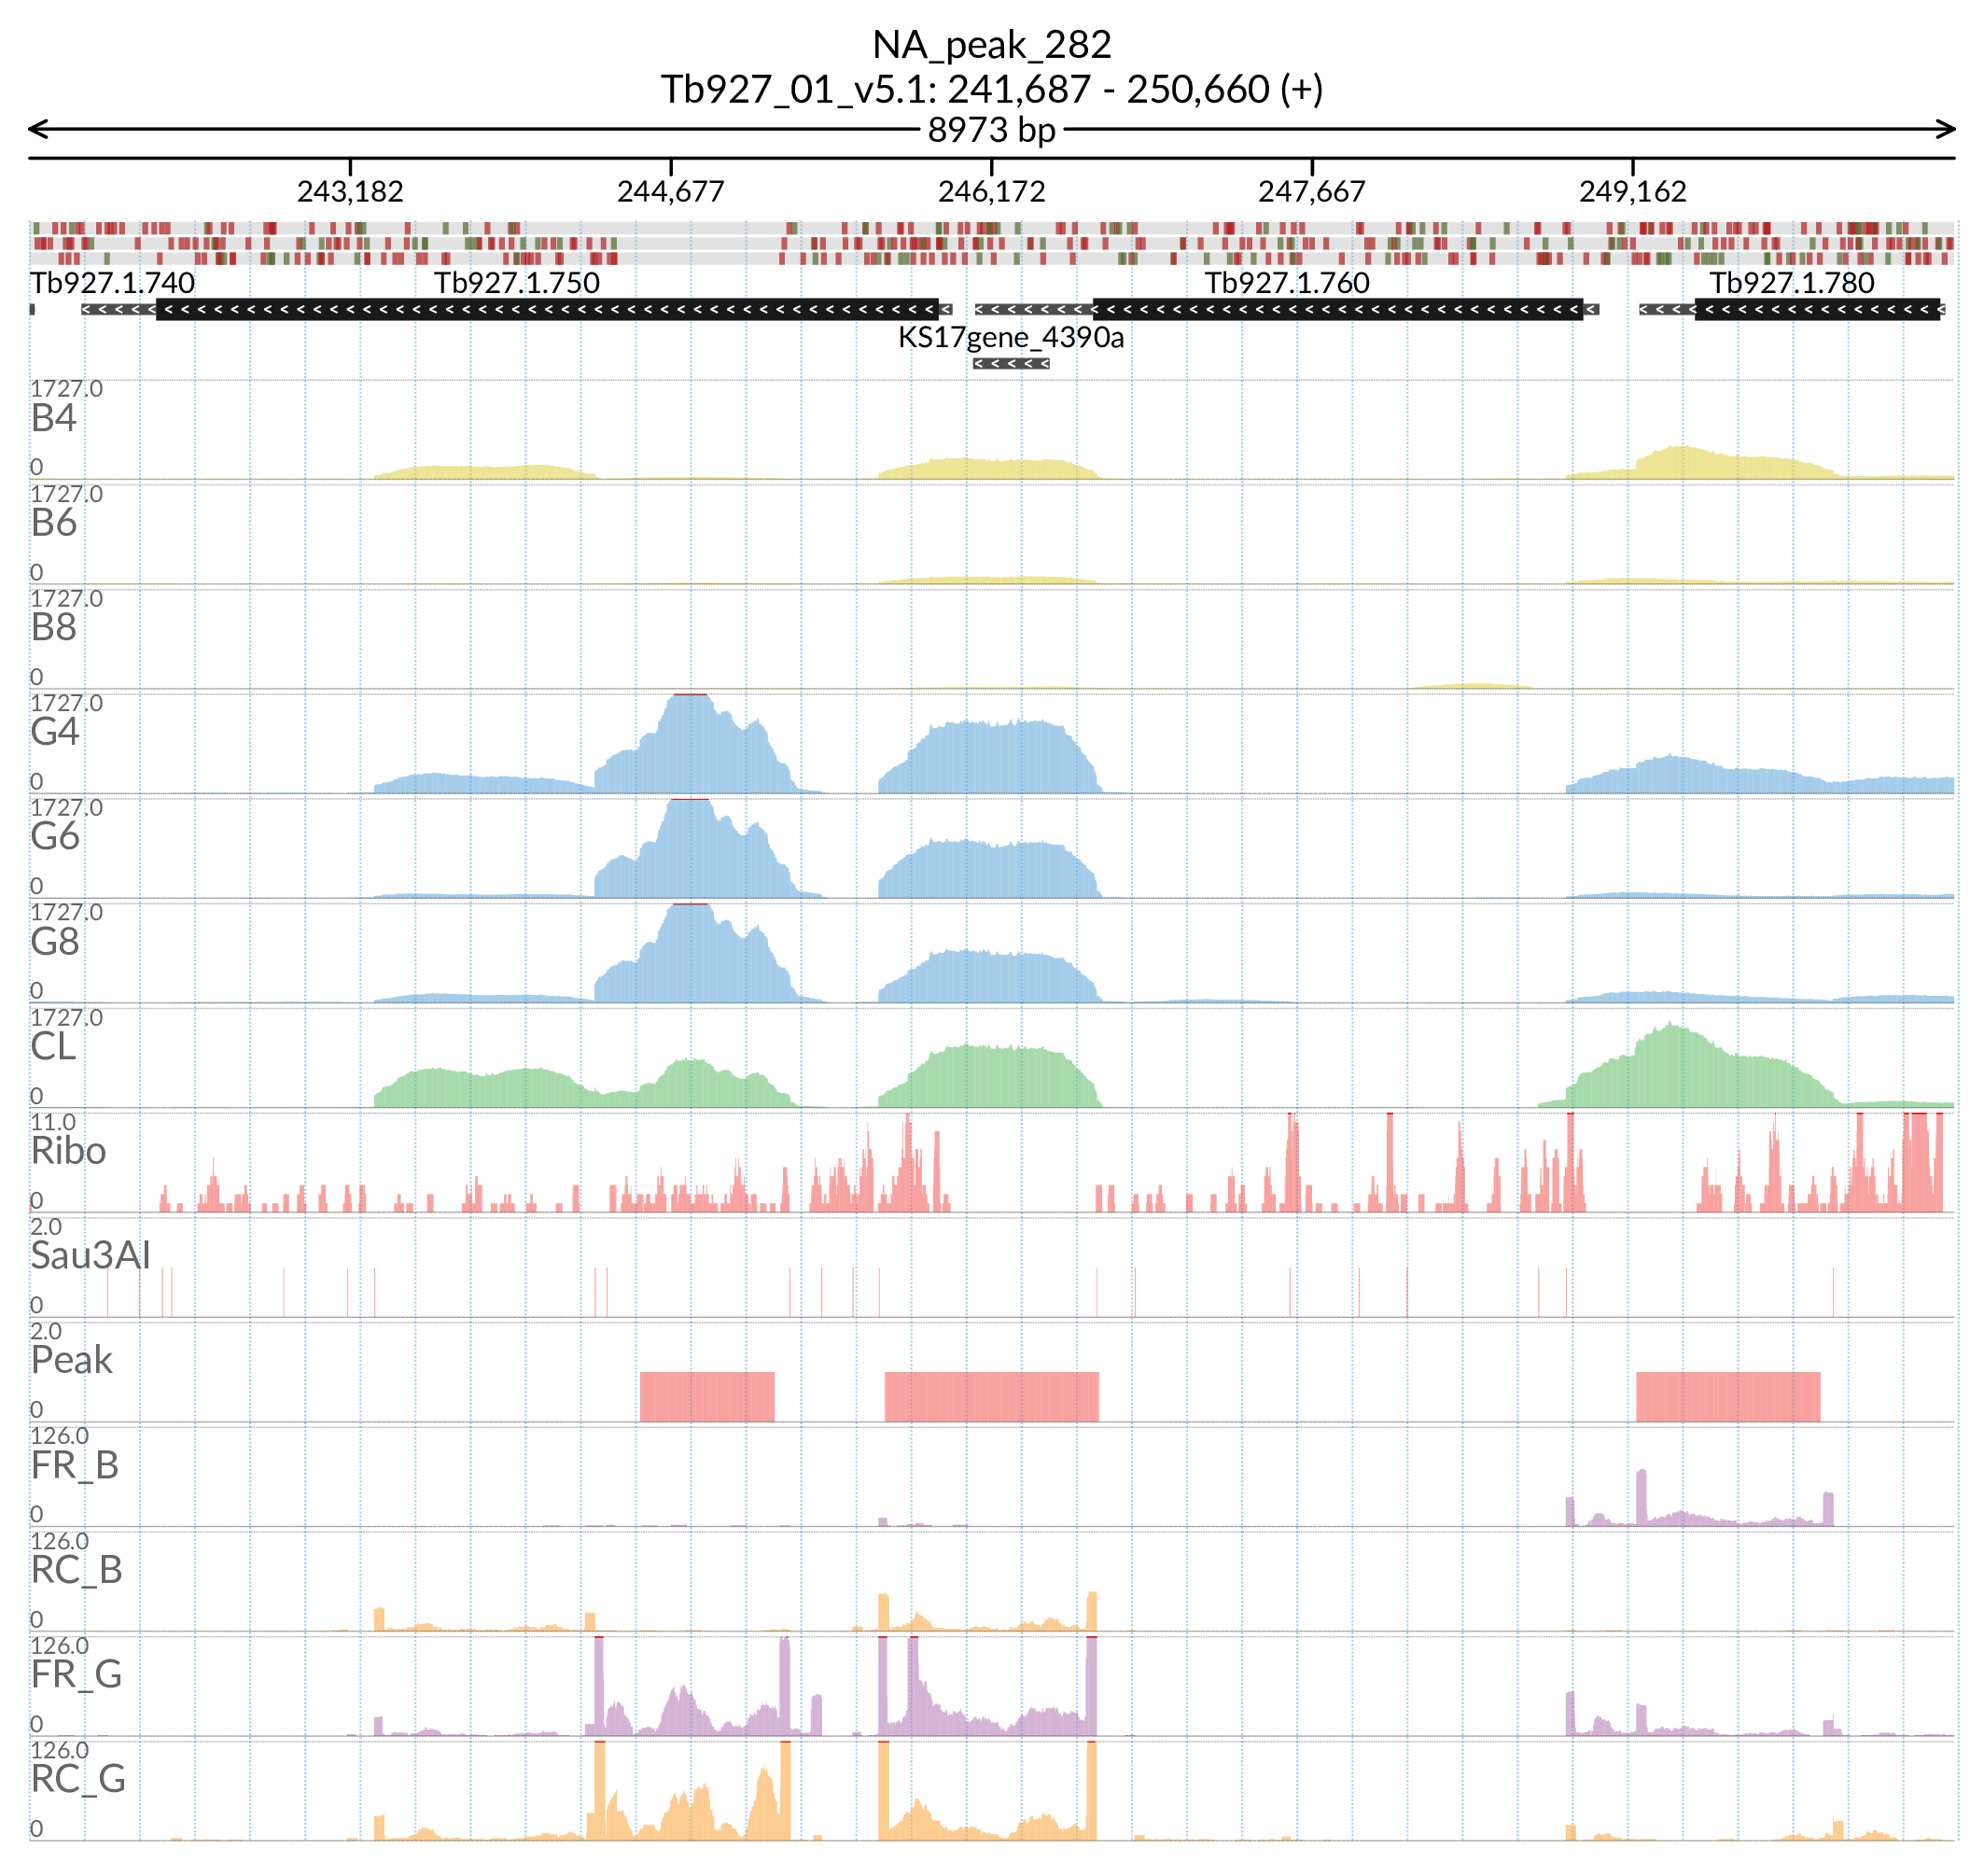 NA_peak_282
Tb927_01_v5.1: 241,687 - 250,660 (+)
8973 bp
243,182 244,677 246,172 247,667 249,162
Tb927.1.740 Tb927.1.750 Tb927.1.760 Tb927.1.780
KS17gene_4390a
1727.0
B4
0
1727.0
B6
0
1727.0
B8
0
1727.0
G4
0
1727.0
G6
0
1727.0
G8
0
1727.0
CL
0
11.0
Ribo
0
2.0
Sau3AI
0
2.0
Peak
0
126.0
FR_B
0
126.0
RC_B
0
126.0
FR_G
0
126.0
RC_G
0